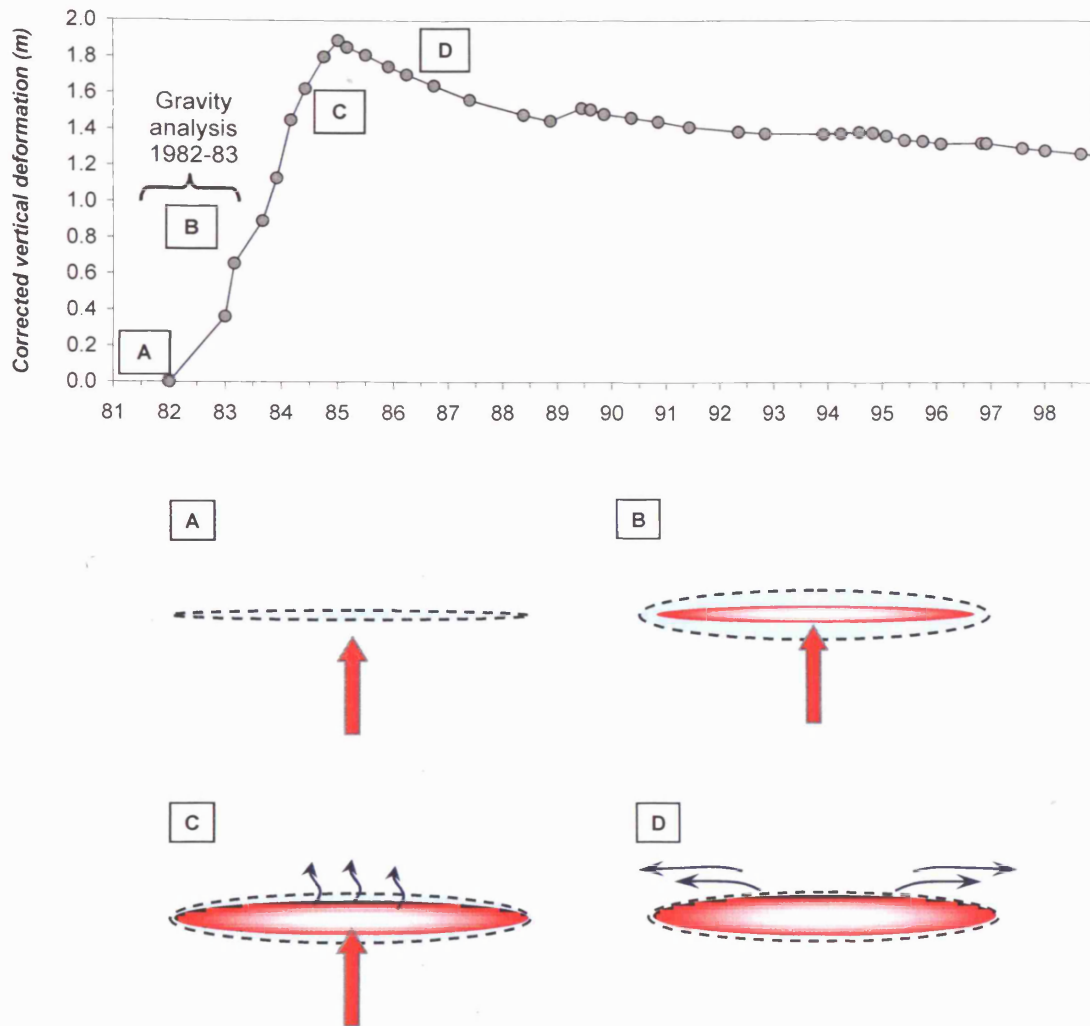 Corrected vertical deformation (m)
2.0
1.8
1.6
1.4
1.2
1.0
0.8
0.6
0.4
0.2
0.0
Gravity
analysis
1982-83
A
B
C
D
81 82 83 84 85 86 87 89 90 91 92 94 94 95 96 97 98
A
B
C
D